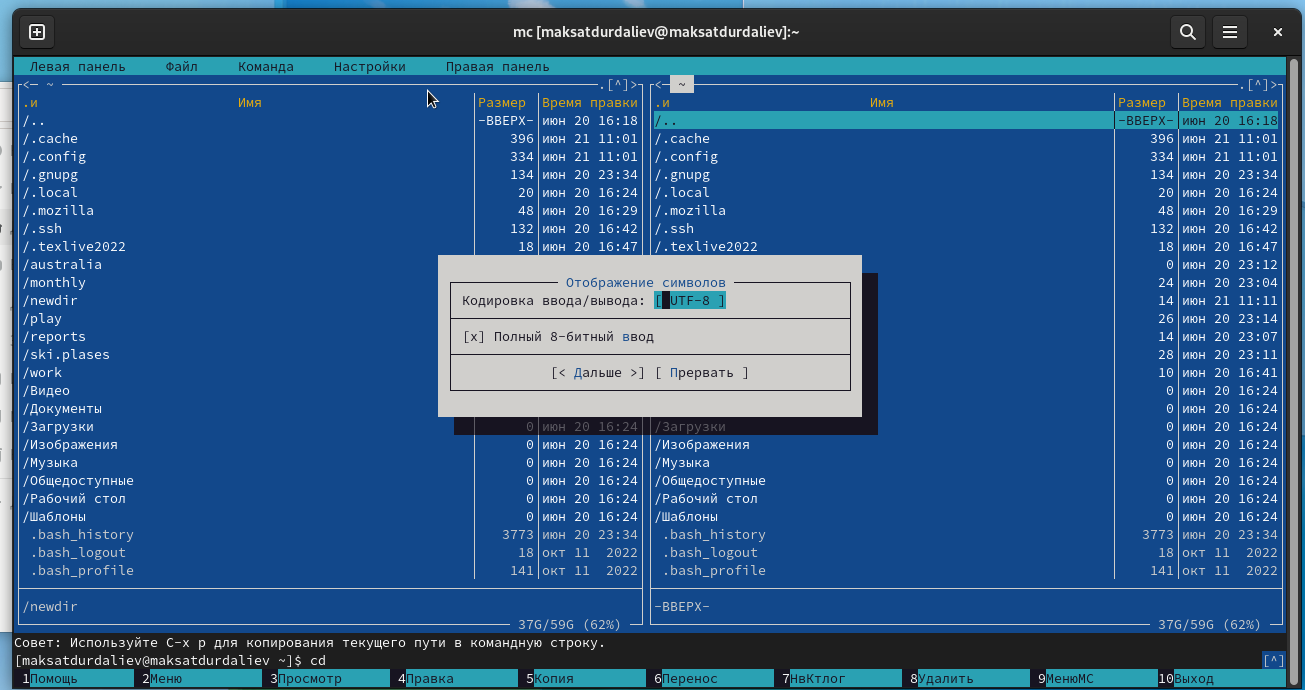 mc [maksatdurdaliev@maksatdurdaliev]:~
Левая панель Файл Команда Настройки Правая панель
<─ ~ .[^]> <─ ~ .[^]>
.и Имя Размер Время правки .и Имя Размер Время правки
/.. -ВВЕРХ- июн 20 16:18 /.. -ВВЕРХ- июн 20 16:18
/.cache 396 июн 21 11:01 /.cache 396 июн 21 11:01
/.config 334 июн 21 11:01 /.config 334 июн 21 11:01
/.gnupg 134 июн 20 23:34 /.gnupg 134 июн 20 23:34
/.local 20 июн 20 16:24 /.local 20 июн 20 16:24
/.mozilla 48 июн 20 16:29 /.mozilla 48 июн 20 16:29
/.ssh 132 июн 20 16:42 /.ssh 132 июн 20 16:42
/.texlive2022 18 июн 20 16:47 /.texlive2022 18 июн 20 16:47
/australia 0 июн 20 23:12
/monthly Отображение символов 24 июн 20 23:04
/newdir Кодировка ввода/вывода: [ UTF-8 ] 14 июн 21 11:11
/play 26 июн 20 23:14
/reports [x] Полный 8-битный ввод 14 июн 20 23:07
/ski.plases 28 июн 20 23:11
/work [< Дальше >] [ Прервать ] 10 июн 20 16:41
/Видео 0 июн 20 16:24
/Документы 0 июн 20 16:24
/Загрузки 0 июн 20 16:24 /Загрузки 0 июн 20 16:24
/Изображения 0 июн 20 16:24 /Изображения 0 июн 20 16:24
/Музыка 0 июн 20 16:24 /Музыка 0 июн 20 16:24
/Общедоступные 0 июн 20 16:24 /Общедоступные 0 июн 20 16:24
/Рабочий стол 0 июн 20 16:24 /Рабочий стол 0 июн 20 16:24
/Шаблоны 0 июн 20 16:24 /Шаблоны 0 июн 20 16:24
.bash_history 3773 июн 20 23:34 .bash_history 3773 июн 20 23:34
.bash_logout 18 окт 11 2022 .bash_logout 18 окт 11 2022
.bash_profile 141 окт 11 2022 .bash_profile 141 окт 11 2022
/newdir -ВВЕРХ-
37G/59G (62%) 37G/59G (62%)
Совет: Используйте C-x p для копирования текущего пути в командную строку.
[maksatdurdaliev@maksatdurdaliev ~]$ cd [^]
1Помощь 2Меню 3Просмотр 4Правка 5Копия 6Перенос 7НвКтлог 8Удалить 9МенюMC 10Выход